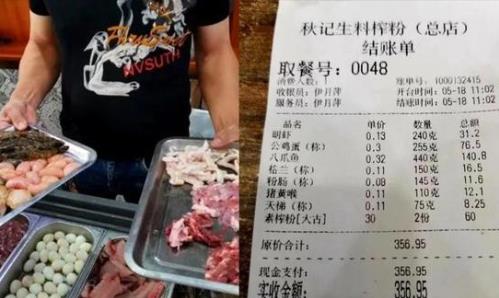 NVSUTH
秋记生料榨粉（总店）
结账单
取餐号：0048
消费人数： 账单号：1000132415
收银员：伊月萍 开台时间：05-18 11:02
服务员：伊月萍 结账时间：05-18 11:02
品名 单价 数量 总额
明虾 0.13 240克 31.2
公鸡蛋（称） 0.3 255克 76.5
八爪鱼 0.32 440克 140.8
桧兰（称） 0.11 150克 16.5
粉肠（称） 0.08 145克 11.6
猪黄喉 0.11 110克 12.1
天梯（称） 0.11 75克 8.25
素榨粉[大古] 30 2份 60
原价合计： 356.95
现金支付： 356.95
实收金额： 356.95